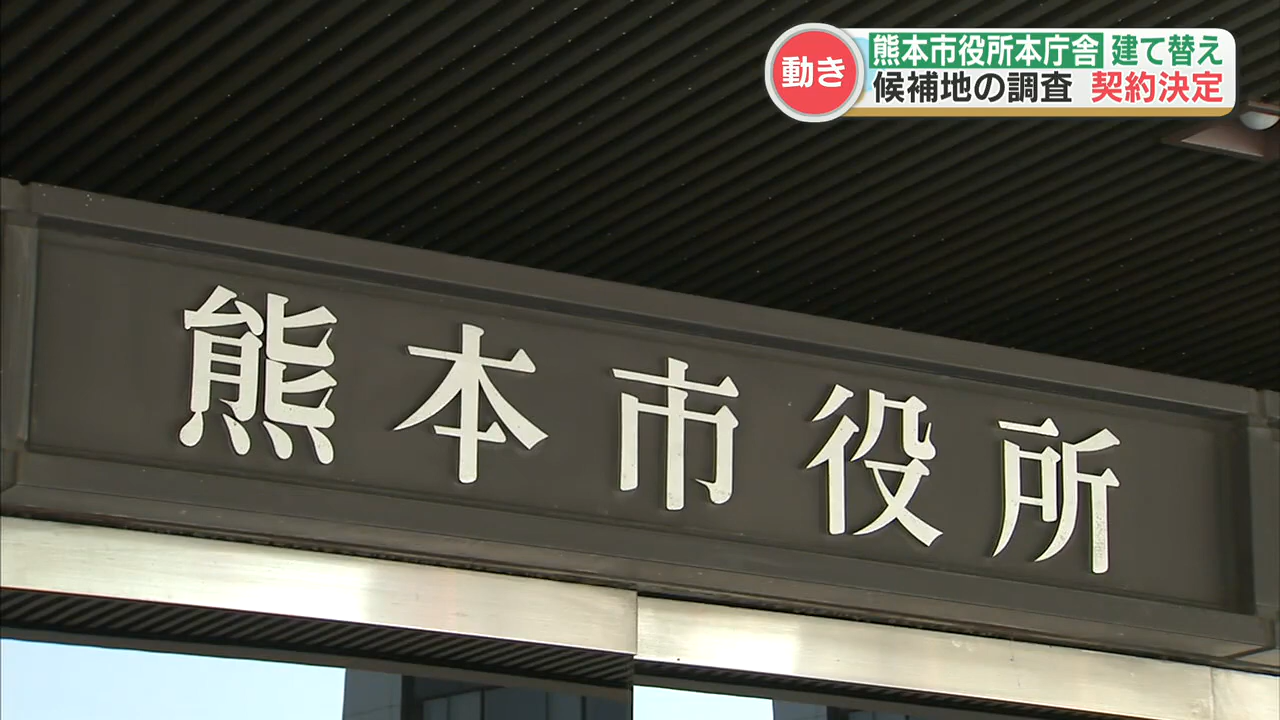 動き
熊本市役所本庁舎 建て替え
候補地の調査 契約決定
熊本市役所